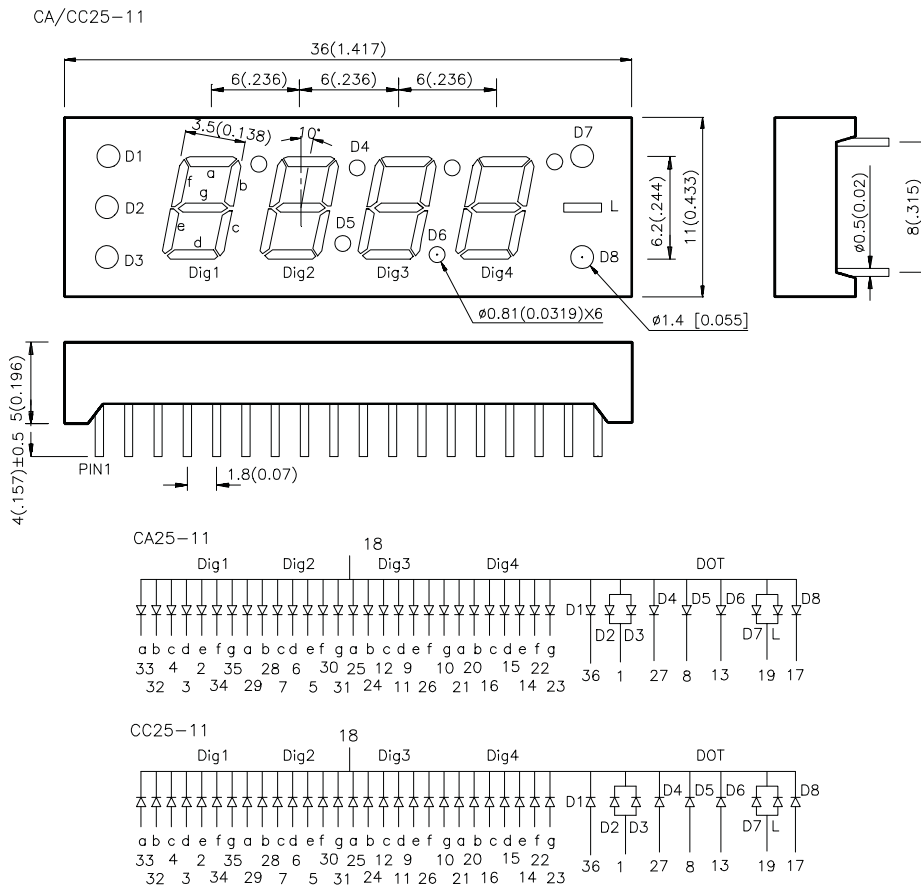 CA/CC25-11
36(1.417)
6(.236) 6(.236) 6(.236)
3.5(0.138) 10°
D1 D4 D7
a
f b
g
D2 L
e c
d
D5 D6
D3 D8
Dig1 Dig2 Dig3 Dig4
6.2(.244)
11(0.433)
ø0.5(0.02)
8(.315)
ø0.81(0.0319)X6
ø1.4 [0.055]
5(0.196)
4(.157)±0.5
PIN1
1.8(0.07)
CA25-11
18
Dig1 Dig2 Dig3 Dig4 DOT
D1 D4 D5 D6 D8
D2 D3 D7 L
a b c d e f g a b c d e f g a b c d e f g a b c d e f g
33 4 2 35 28 6 30 25 12 9 10 20 15 22
32 3 34 29 7 5 31 24 11 26 21 16 14 23
36 1 27 8 13 19 17
CC25-11
18
Dig1 Dig2 Dig3 Dig4 DOT
D1 D4 D5 D6 D8
D2 D3 D7 L
a b c d e f g a b c d e f g a b c d e f g a b c d e f g
33 4 2 35 28 6 30 25 12 9 10 20 15 22
32 3 34 29 7 5 31 24 11 26 21 16 14 23
36 1 27 8 13 19 17